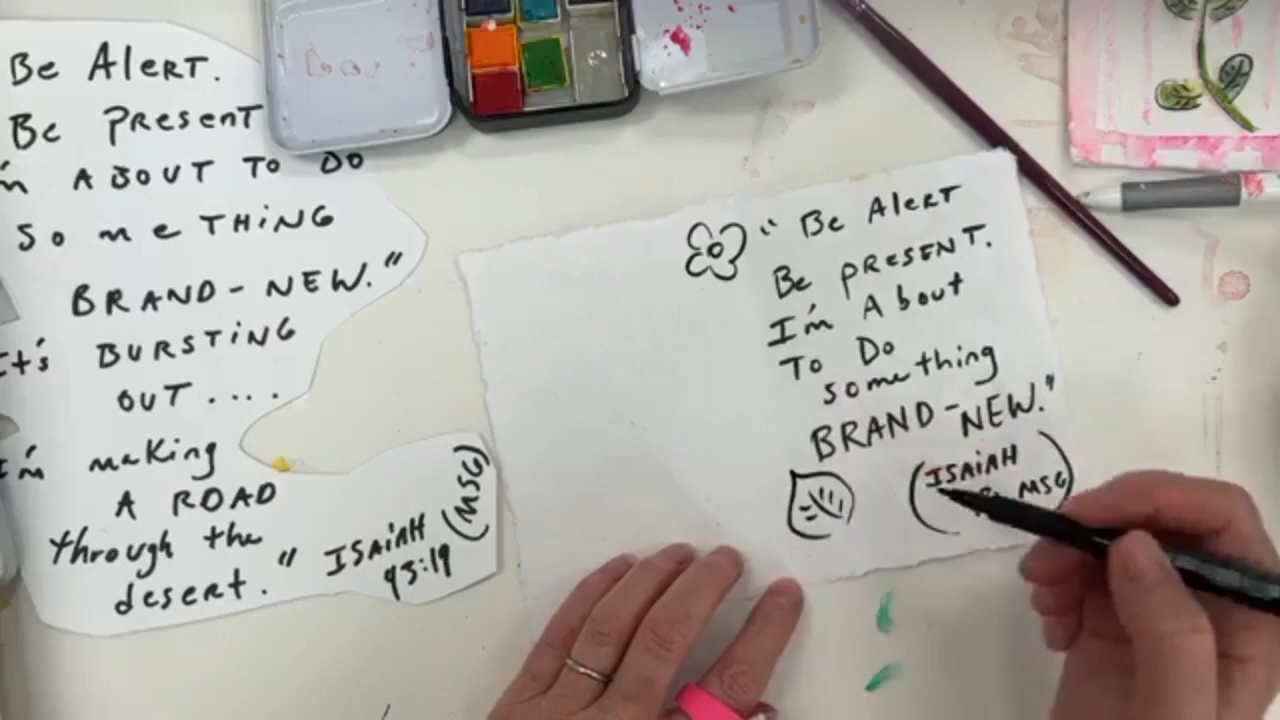 Be Alert.
Be Present
'm ABOUT TO DO
Something
BRAND-NEW."
It's BURSTING
OUT....
I'm making
A ROAD
through the
desert."
ISAIAH
43:19
(MSG)
"Be Alert
Be present.
I'm About
To Do
something
BRAND-NEW."
(ISAIAH
MSG)